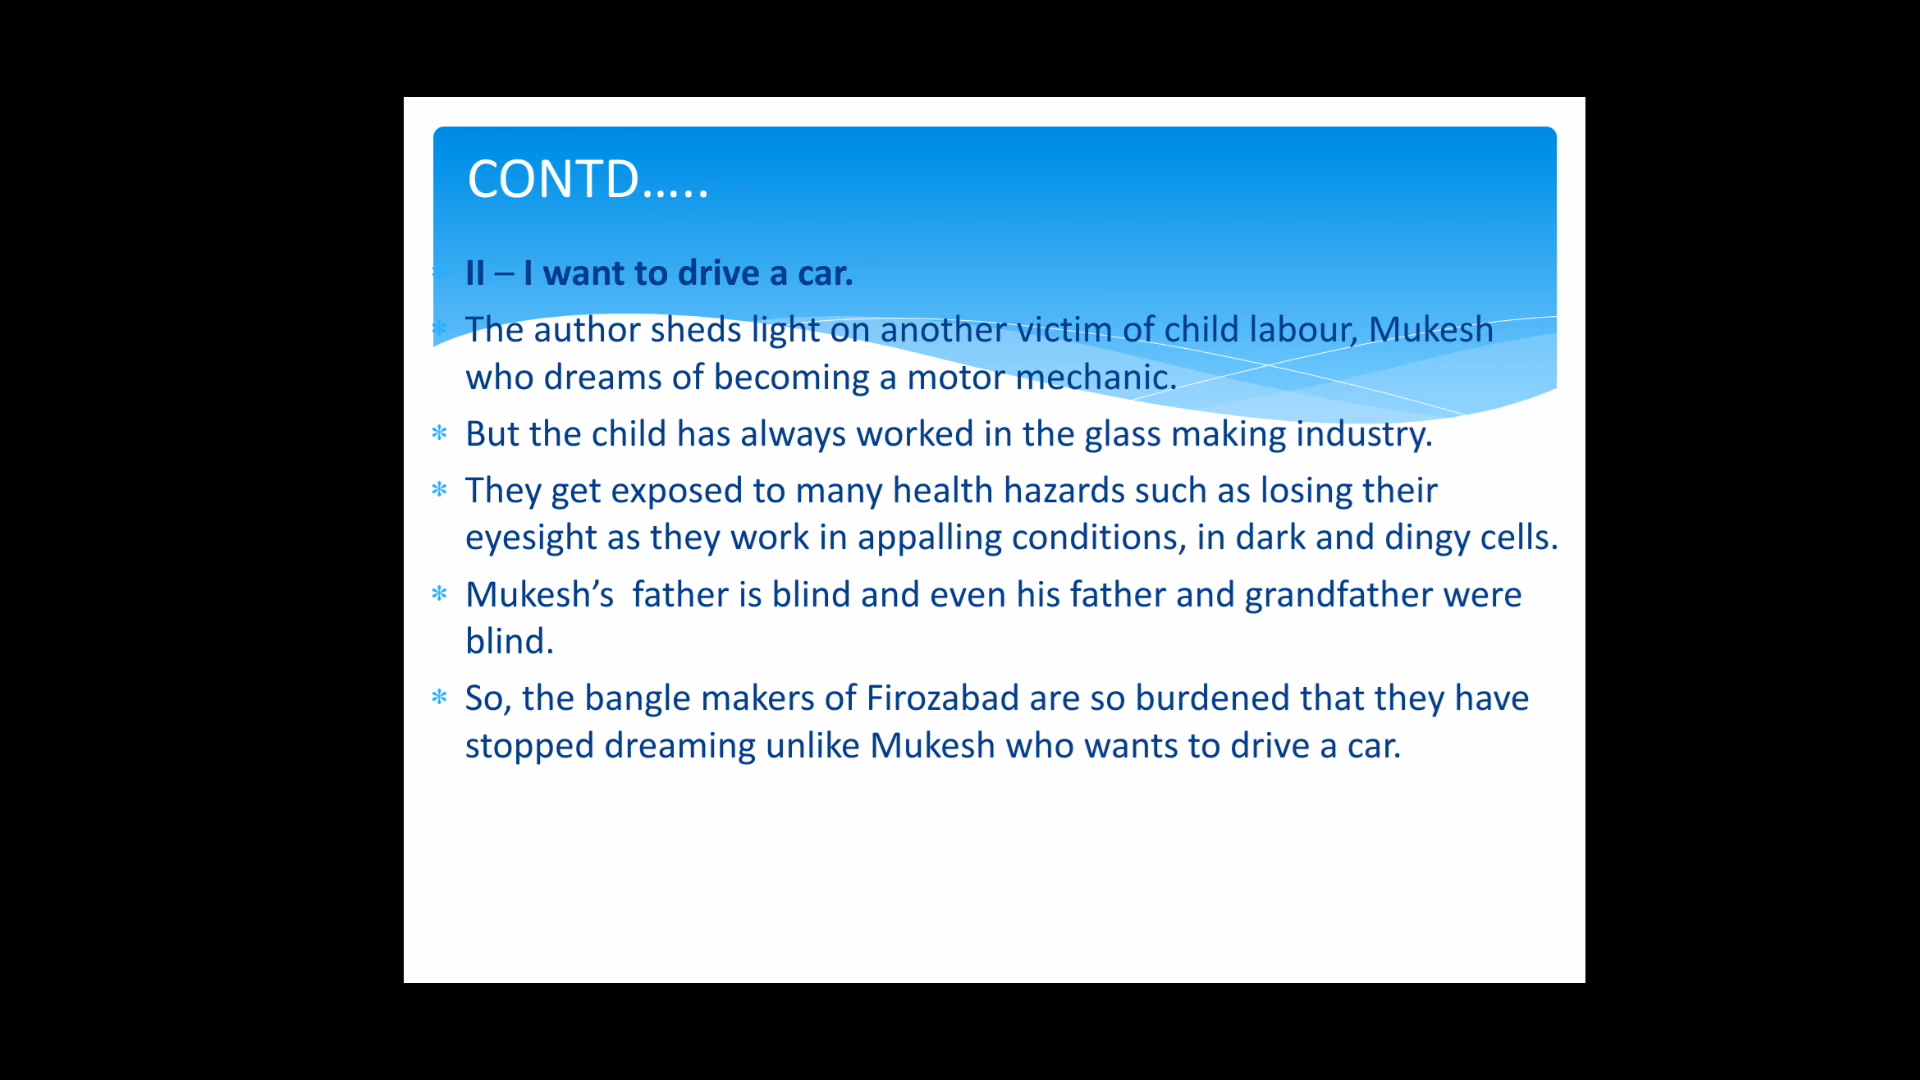 CONTD.....
* II – I want to drive a car.
* The author sheds light on another victim of child labour, Mukesh
who dreams of becoming a motor mechanic.
* But the child has always worked in the glass making industry.
* They get exposed to many health hazards such as losing their
eyesight as they work in appalling conditions, in dark and dingy cells.
* Mukesh’s  father is blind and even his father and grandfather were
blind.
* So, the bangle makers of Firozabad are so burdened that they have
stopped dreaming unlike Mukesh who wants to drive a car.